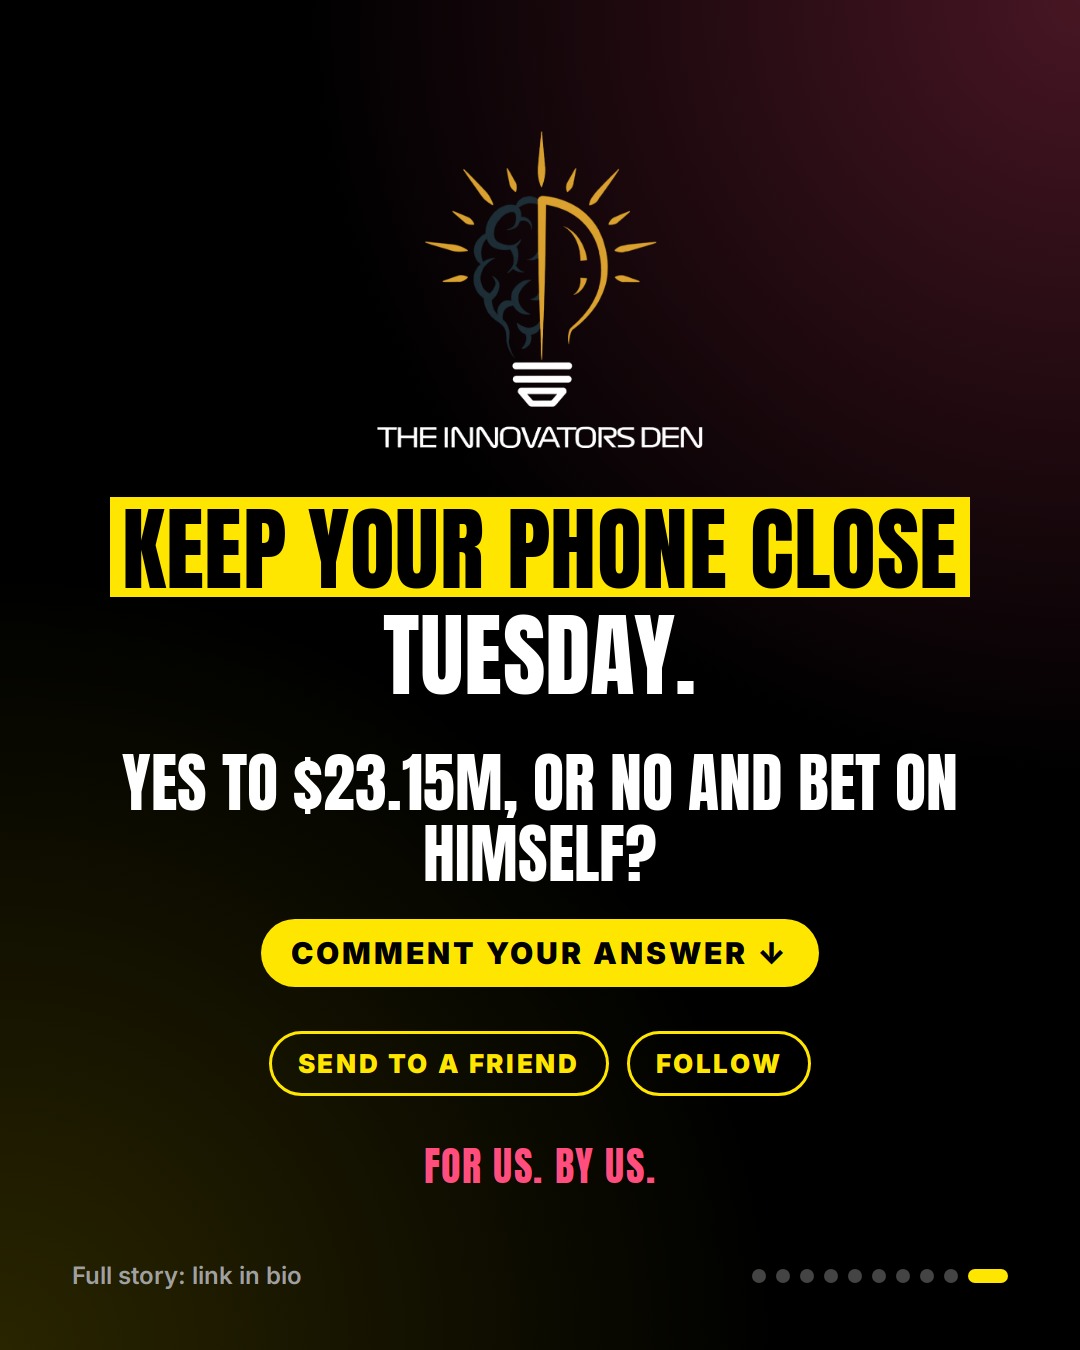 THE INNOVATORS DEN
KEEP YOUR PHONE CLOSE
TUESDAY.
YES TO $23.15M, OR NO AND BET ON
HIMSELF?
COMMENT YOUR ANSWER ↓
SEND TO A FRIEND
FOLLOW
FOR US. BY US.
Full story: link in bio